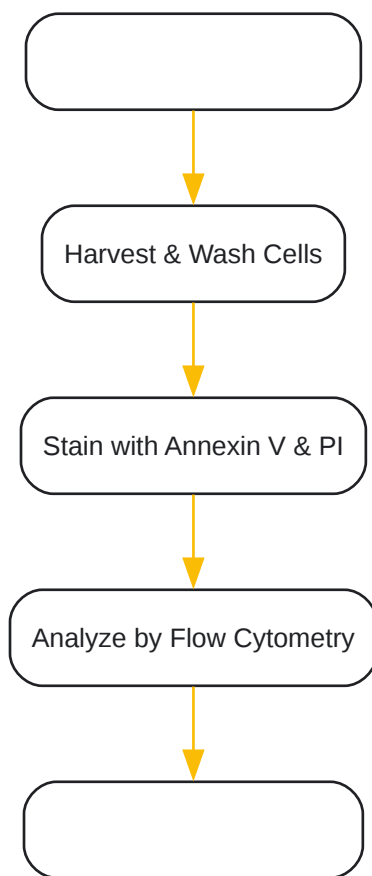 Harvest & Wash Cells
Stain with Annexin V & PI
Analyze by Flow Cytometry